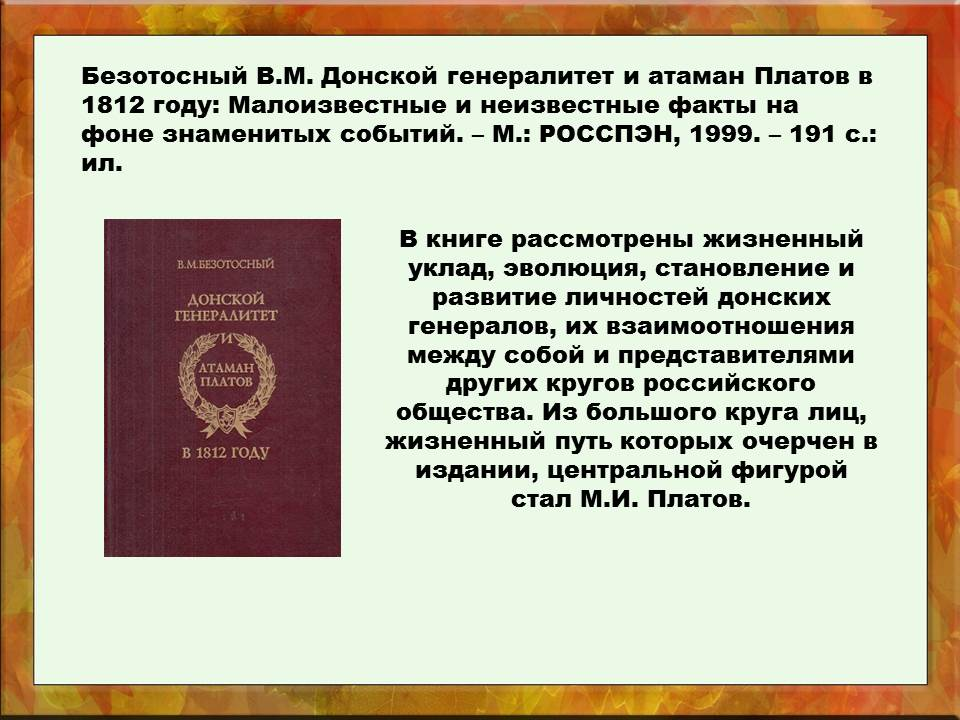 Безотосный В.М. Донской генералитет и атаман Платов в
1812 году: Малоизвестные и неизвестные факты на
фоне знаменитых событий. – М.: РОССПЭН, 1999. – 191 с.:
ил.
В.М.БЕЗОТОСНЫЙ
ДОНСКОЙ
ГЕНЕРАЛИТЕТ
И
АТАМАН
ПЛАТОВ
В 1812 ГОДУ
В книге рассмотрены жизненный
уклад, эволюция, становление и
развитие личностей донских
генералов, их взаимоотношения
между собой и представителями
других кругов российского
общества. Из большого круга лиц,
жизненный путь которых очерчен в
издании, центральной фигурой
стал М.И. Платов.